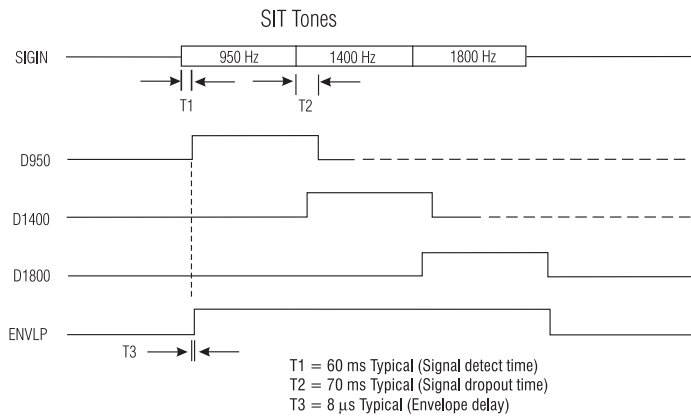 SIT Tones
SIGIN
950 Hz 1400 Hz 1800 Hz
T1 T2
D950
D1400
D1800
ENVLP
T3
T1 = 60 ms Typical (Signal detect time)
T2 = 70 ms Typical (Signal dropout time)
T3 = 8 μs Typical (Envelope delay)